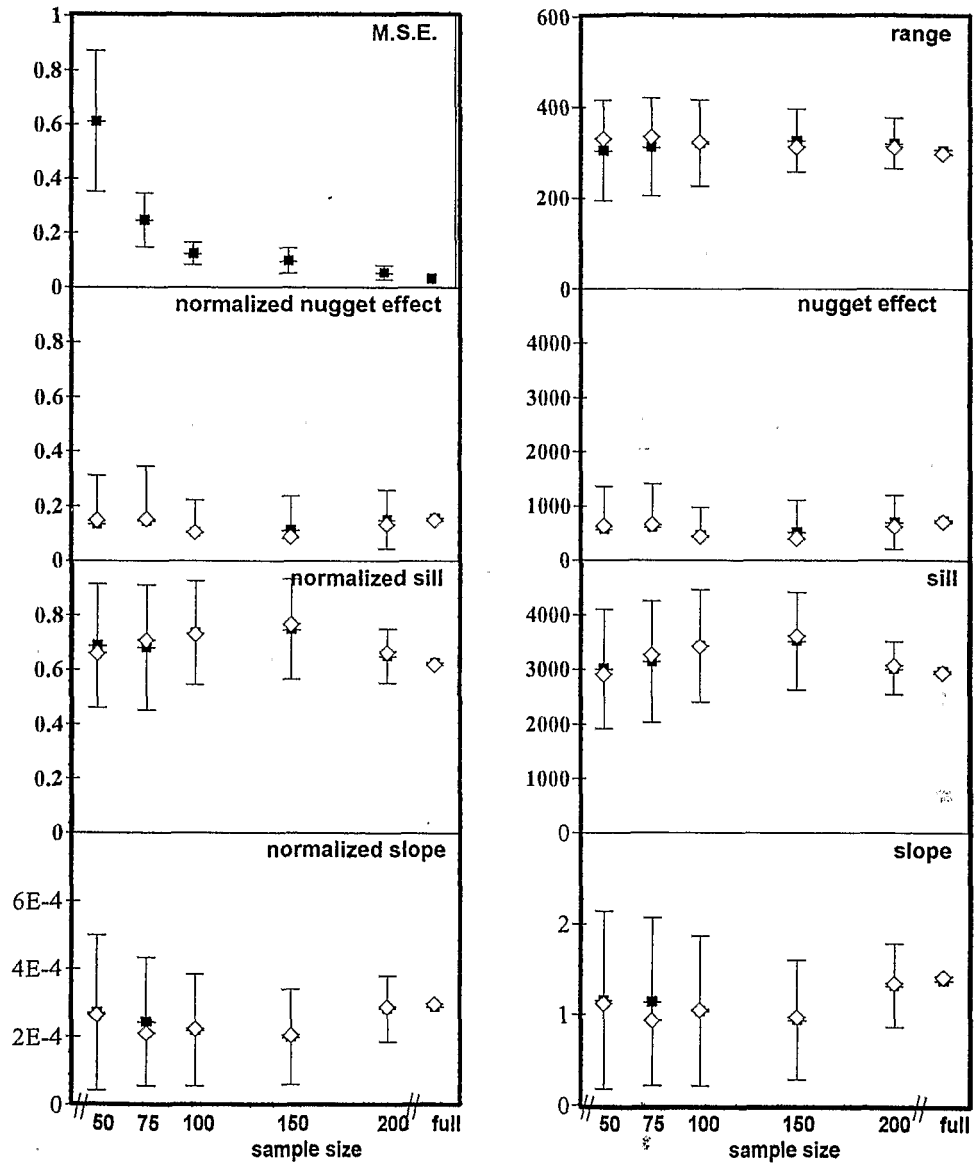 M.S.E.
1
0.8
0.6
0.4
0.2
0
normalized nugget effect
0.8
0.6
0.4
0.2
0
normalized sill
0.8
0.6
0.4
0.2
0
normalized slope
6E-4
4E-4
2E-4
0
50 75 100 150 200 full
sample size
range
600
400
200
0
nugget effect
4000
3000
2000
1000
0
sill
4000
3000
2000
1000
0
slope
2
1
0
50 75 100 150 200 full
sample size